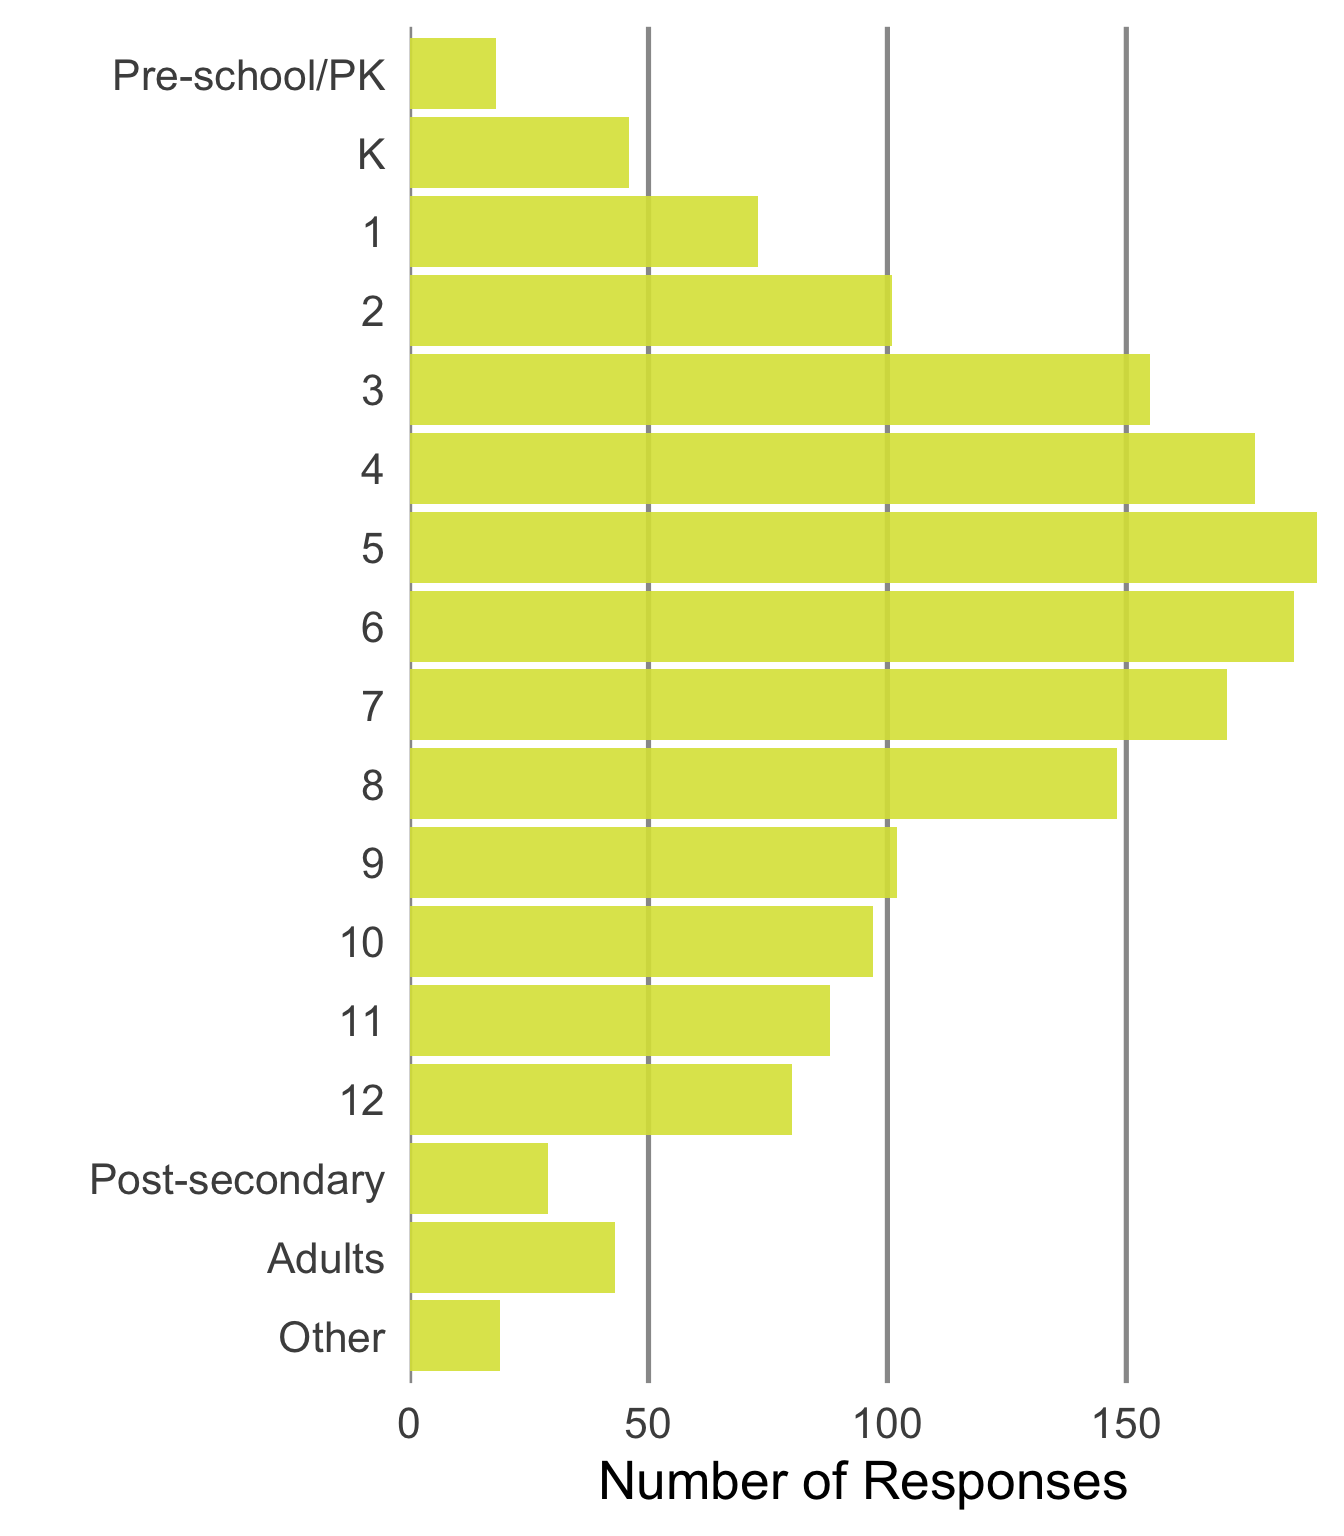 Pre-school/PK
K
1
2
3
4
5
6
7
8
9
10
11
12
Post-secondary
Adults
Other
0 50 100 150
Number of Responses